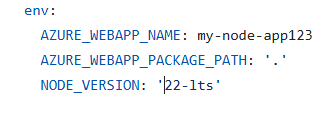 env:
  AZURE_WEBAPP_NAME: my-node-app123
  AZURE_WEBAPP_PACKAGE_PATH: '.'
  NODE_VERSION: '22-lts'